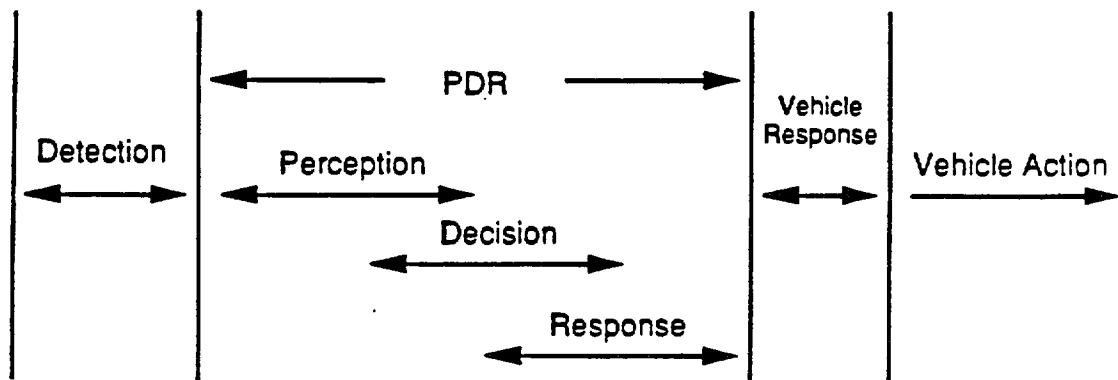 PDR
Vehicle
Response
Detection
Perception
Vehicle Action
Decision
Response